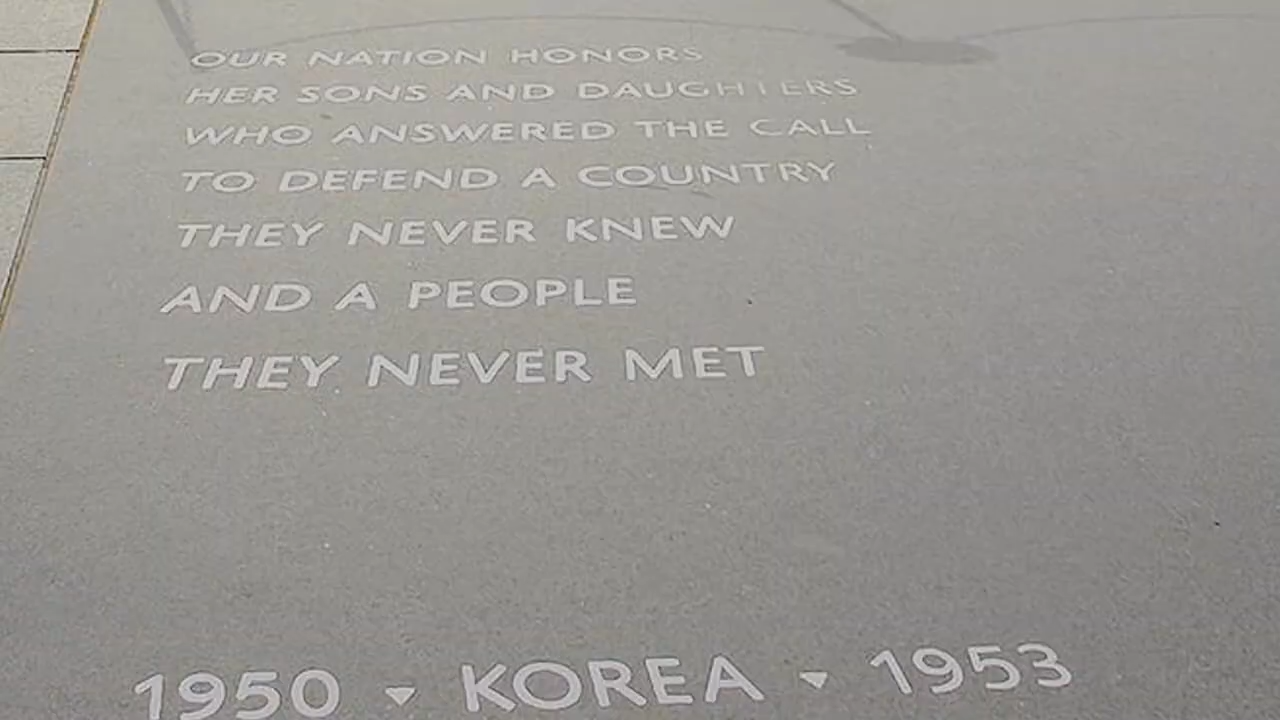 OUR NATION HONORS
HER SONS AND DAUGHTERS
WHO ANSWERED THE CALL
TO DEFEND A COUNTRY
THEY NEVER KNEW
AND A PEOPLE
THEY NEVER MET
1950 ▾ KOREA ▾ 1953